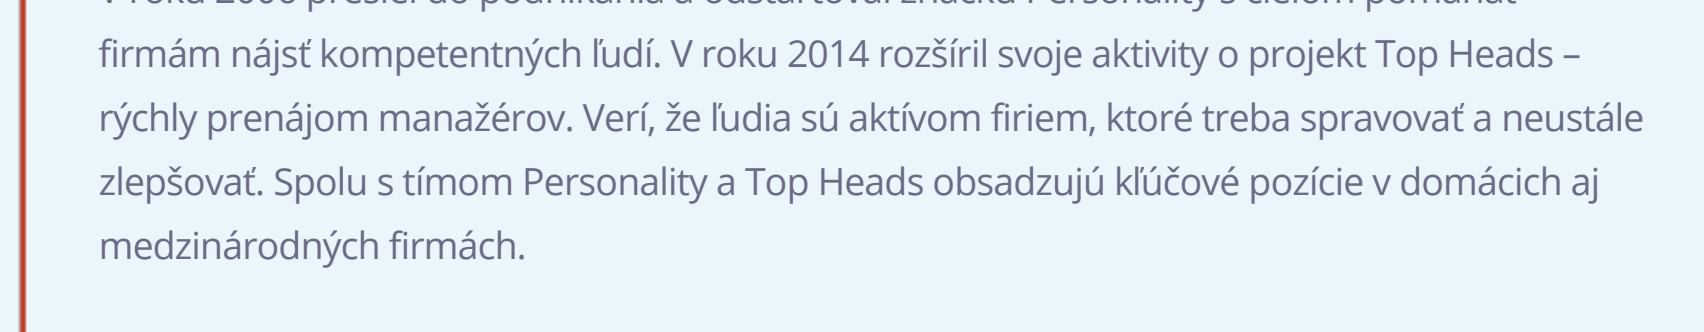 firmám nájsť kompetentných ľudí. V roku 2014 rozšíril svoje aktivity o projekt Top Heads –
rýchly prenájom manažérov. Verí, že ľudia sú aktívom firiem, ktoré treba spravovať a neustále
zlepšovať. Spolu s tímom Personality a Top Heads obsadzujú kľúčové pozície v domácich aj
medzinárodných firmách.